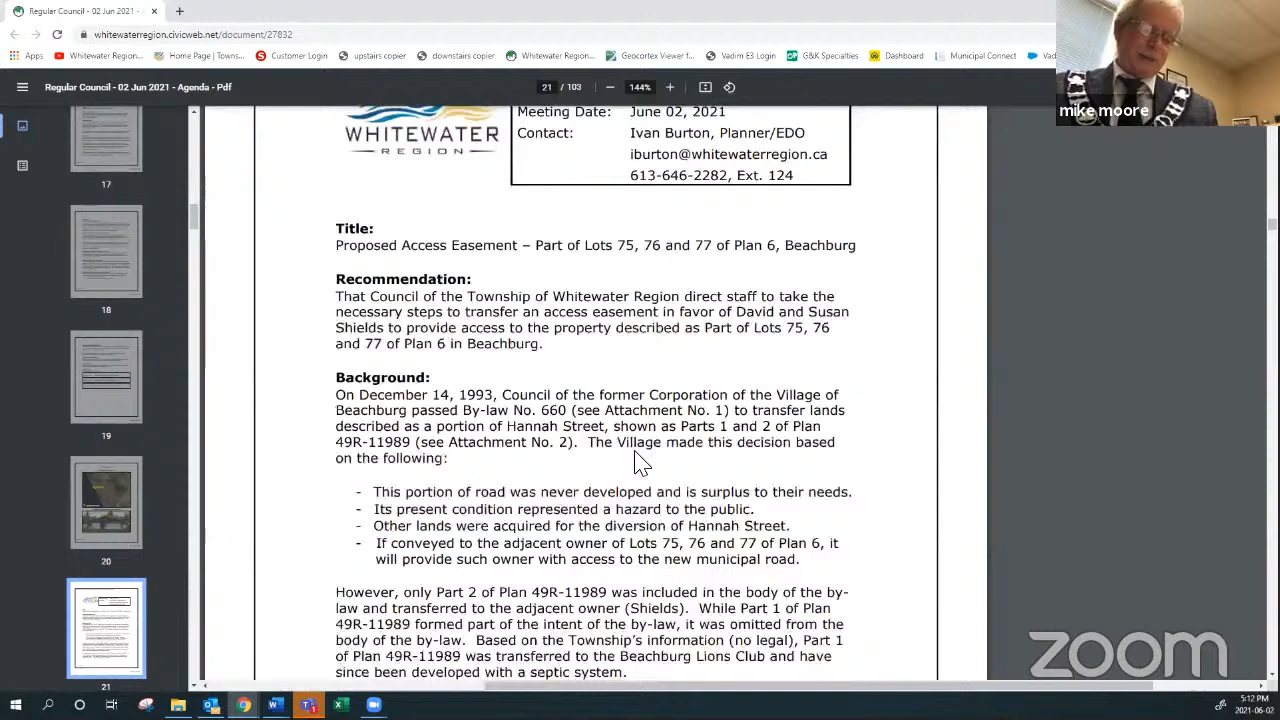 Regular Council - 02 Jun 2021 -
whitewaterregion.civicweb.net/document/27832
Apps
Whitewater Region...
Home Page | Towns...
Customer Login
upstairs copier
downstairs copier
Whitewater Region...
Geocortex Viewer f...
Vadim E3 Login
G&K Specialties
Dashboard
Municipal Connect
Vad
mike moore
Regular Council - 02 Jun 2021 - Agenda - Pdf
21 / 103
144%
17
18
19
20
21
WHITEWATER
REGION
Meeting Date: June 02, 2021
Contact: Ivan Burton, Planner/EDO
iburton@whitewaterregion.ca
613-646-2282, Ext. 124
Title:
Proposed Access Easement – Part of Lots 75, 76 and 77 of Plan 6, Beachburg
Recommendation:
That Council of the Township of Whitewater Region direct staff to take the
necessary steps to transfer an access easement in favor of David and Susan
Shields to provide access to the property described as Part of Lots 75, 76
and 77 of Plan 6 in Beachburg.
Background:
On December 14, 1993, Council of the former Corporation of the Village of
Beachburg passed By-law No. 660 (see Attachment No. 1) to transfer lands
described as a portion of Hannah Street, shown as Parts 1 and 2 of Plan
49R-11989 (see Attachment No. 2). The Village made this decision based
on the following:
- This portion of road was never developed and is surplus to their needs.
- Its present condition represented a hazard to the public.
- Other lands were acquired for the diversion of Hannah Street.
- If conveyed to the adjacent owner of Lots 75, 76 and 77 of Plan 6, it
will provide such owner with access to the new municipal road.
However, only Part 2 of Plan 49R-11989 was included in the body of the by-
law and transferred to the adjacent owner (Shields). While Part 1 of Plan
49R-11989 formed part of the intent of the by-law, it was omitted from the
body of the by-law. Based on the Township's information (no legal), Part 1
of Plan 49R-11989 was transferred to the Beachburg Lions Club and have
since been developed with a septic system.
zoom
5:12 PM
2021-06-02